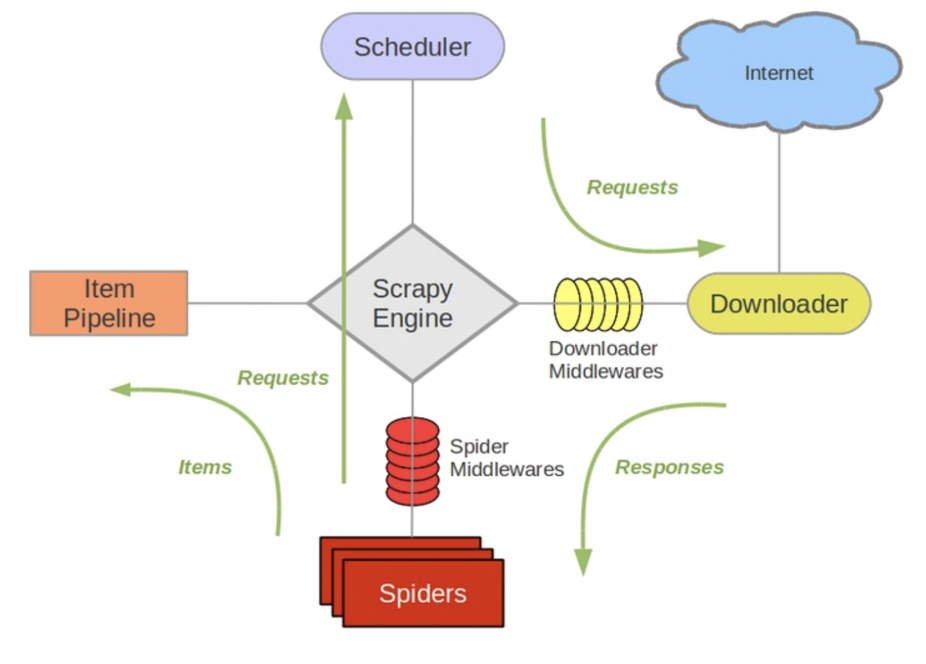 Scheduler
Internet
Requests
Item
Pipeline
Scrapy
Engine
Downloader
Downloader
Middlewares
Requests
Spider
Middlewares
Items
Responses
Spiders